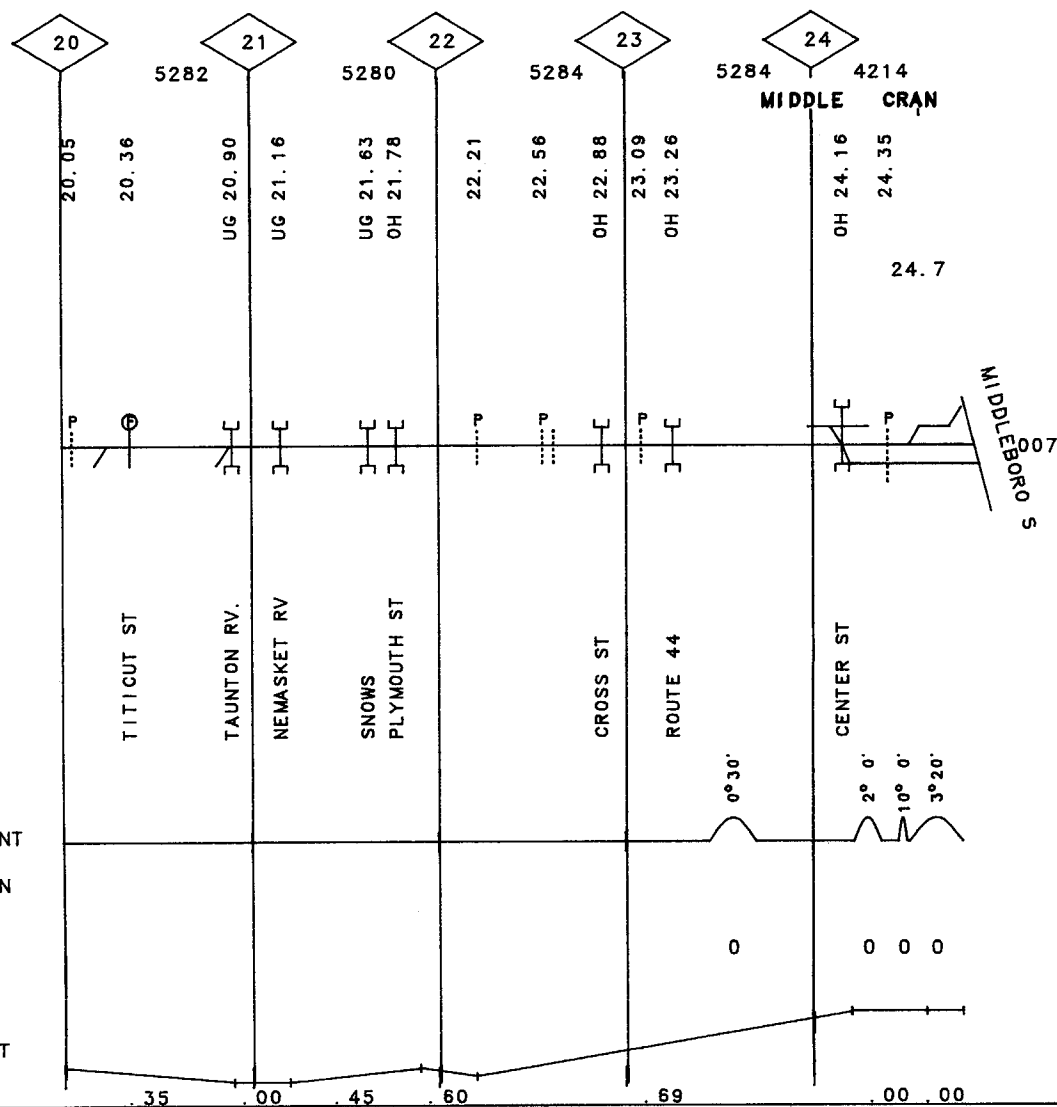 20 21 22 23 24
5282 5280 5284 5284 4214
MIDDLE CRAN
20.05
20.36
UG 20.90
UG 21.16
UG 21.63
OH 21.78
22.21
22.56
OH 22.88
23.09
OH 23.26
OH 24.16
24.35
24.7
P P P P P P
MIDDLEBORO S
007
TITICUT ST
TAUNTON RV.
NEMASKET RV
SNOWS
PLYMOUTH ST
CROSS ST
ROUTE 44
CENTER ST
0°30'
2° 0'
10° 0'
3°20'
NT
N
0 0 0 0
T
.35 .00 .45 .60 .69 .00 .00